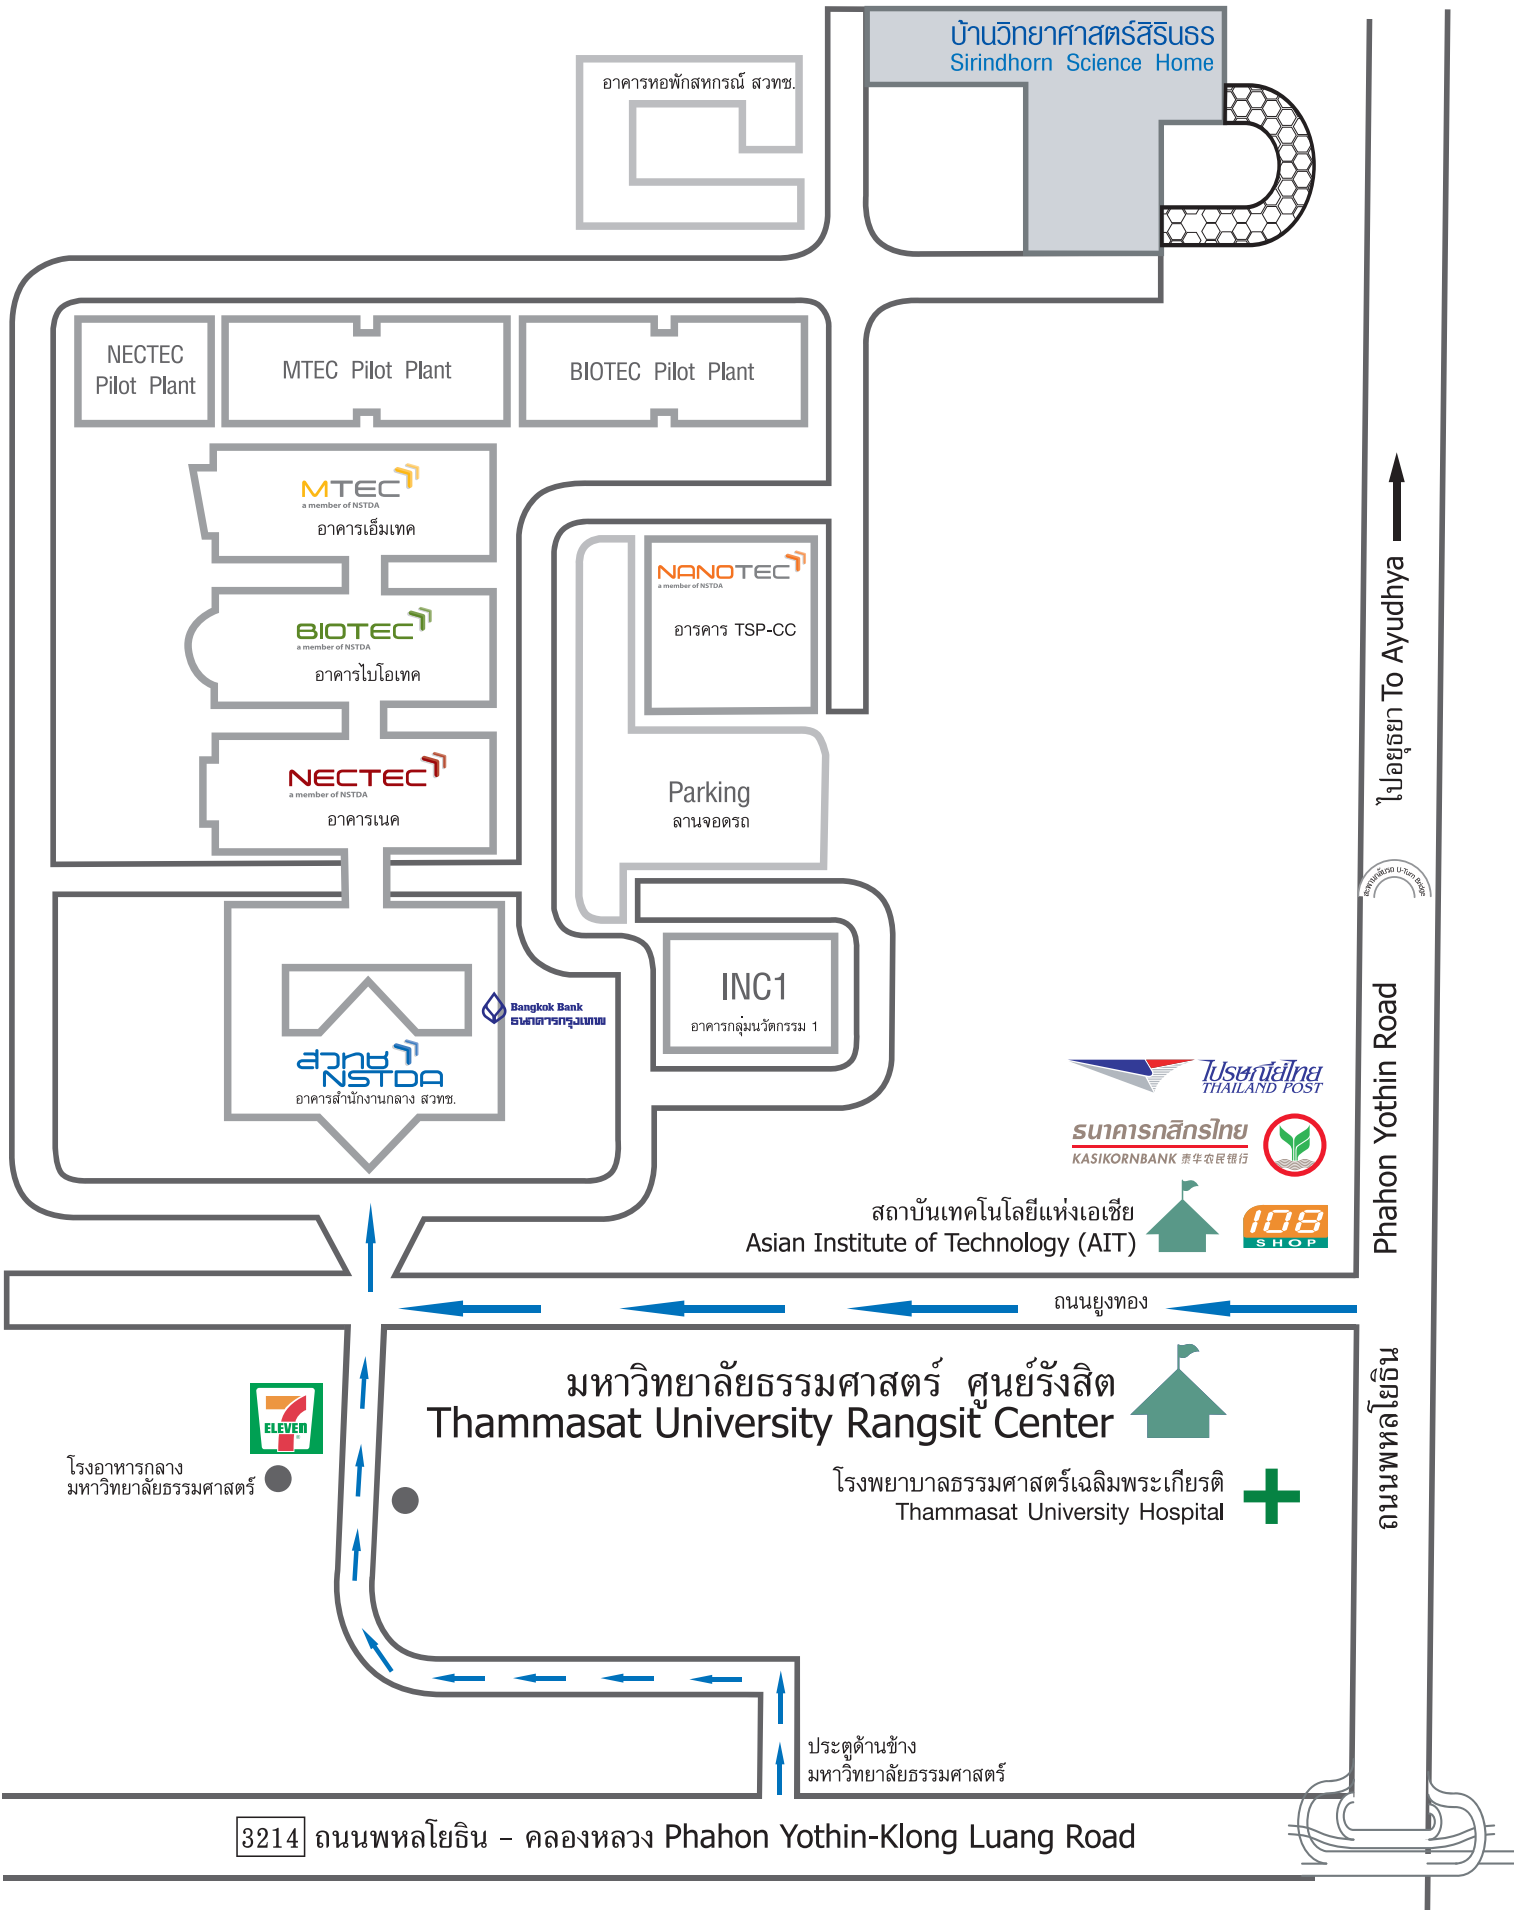 บ้านวิทยาศาสตร์สิรินธร
Sirindhorn Science Home
อาคารหอพักสหกรณ์ สวทช.
NECTEC
Pilot Plant
MTEC Pilot Plant
BIOTEC Pilot Plant
MTEC
a member of NSTDA
อาคารเอ็มเทค
NANOTEC
a member of NSTDA
อารคาร TSP-CC
BIOTEC
a member of NSTDA
อาคารไบโอเทค
NECTEC
a member of NSTDA
อาคารเนค
Parking
ลานจอดรถ
ไปอยุธยา To Ayudhya
สะพานกลับรถ U-Turn Bridge
INC1
อาคารกลุ่มนวัตกรรม 1
Bangkok Bank
ธนาคารกรุงเทพ
สวทช
NSTDA
อาคารสำนักงานกลาง สวทช.
Phahon Yothin Road
ไปรษณีย์ไทย
THAILAND POST
ธนาคารกสิกรไทย
KASIKORNBANK 泰华农民银行
สถาบันเทคโนโลยีแห่งเอเชีย
Asian Institute of Technology (AIT)
108
SHOP
ถนนยูงทอง
มหาวิทยาลัยธรรมศาสตร์ ศูนย์รังสิต
Thammasat University Rangsit Center
7
ELEVEN
โรงอาหารกลาง
มหาวิทยาลัยธรรมศาสตร์
โรงพยาบาลธรรมศาสตร์เฉลิมพระเกียรติ
Thammasat University Hospital
ถนนพหลโยธิน
ประตูด้านข้าง
มหาวิทยาลัยธรรมศาสตร์
3214 ถนนพหลโยธิน - คลองหลวง Phahon Yothin-Klong Luang Road